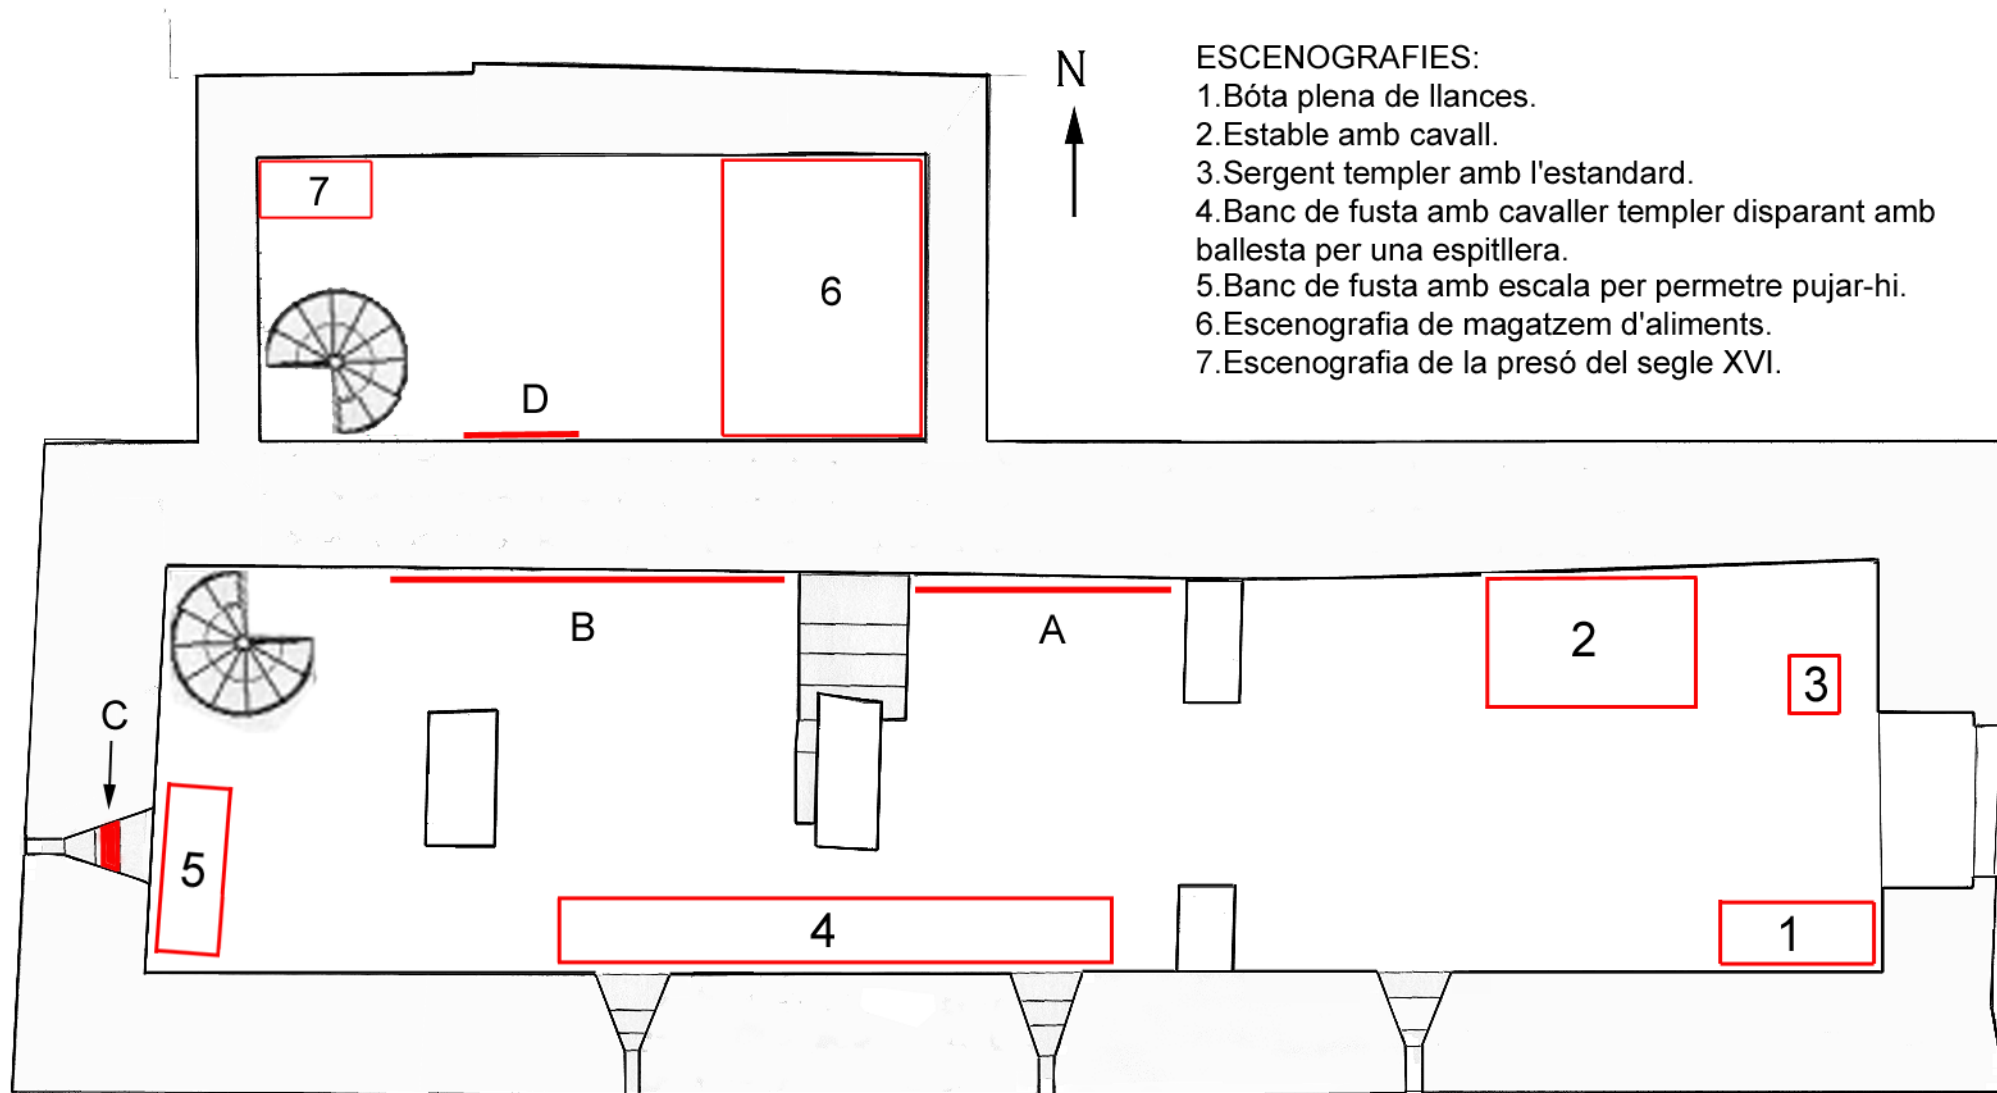 N
ESCENOGRAFIES:
1.Bóta plena de llances.
2.Estable amb cavall.
3.Sergent templer amb l'estandard.
4.Banc de fusta amb cavaller templer disparant amb
ballesta per una espitllera.
5.Banc de fusta amb escala per permetre pujar-hi.
6.Escenografia de magatzem d'aliments.
7.Escenografia de la presó del segle XVI.
7
6
D
B
A
2
3
C
5
4
1